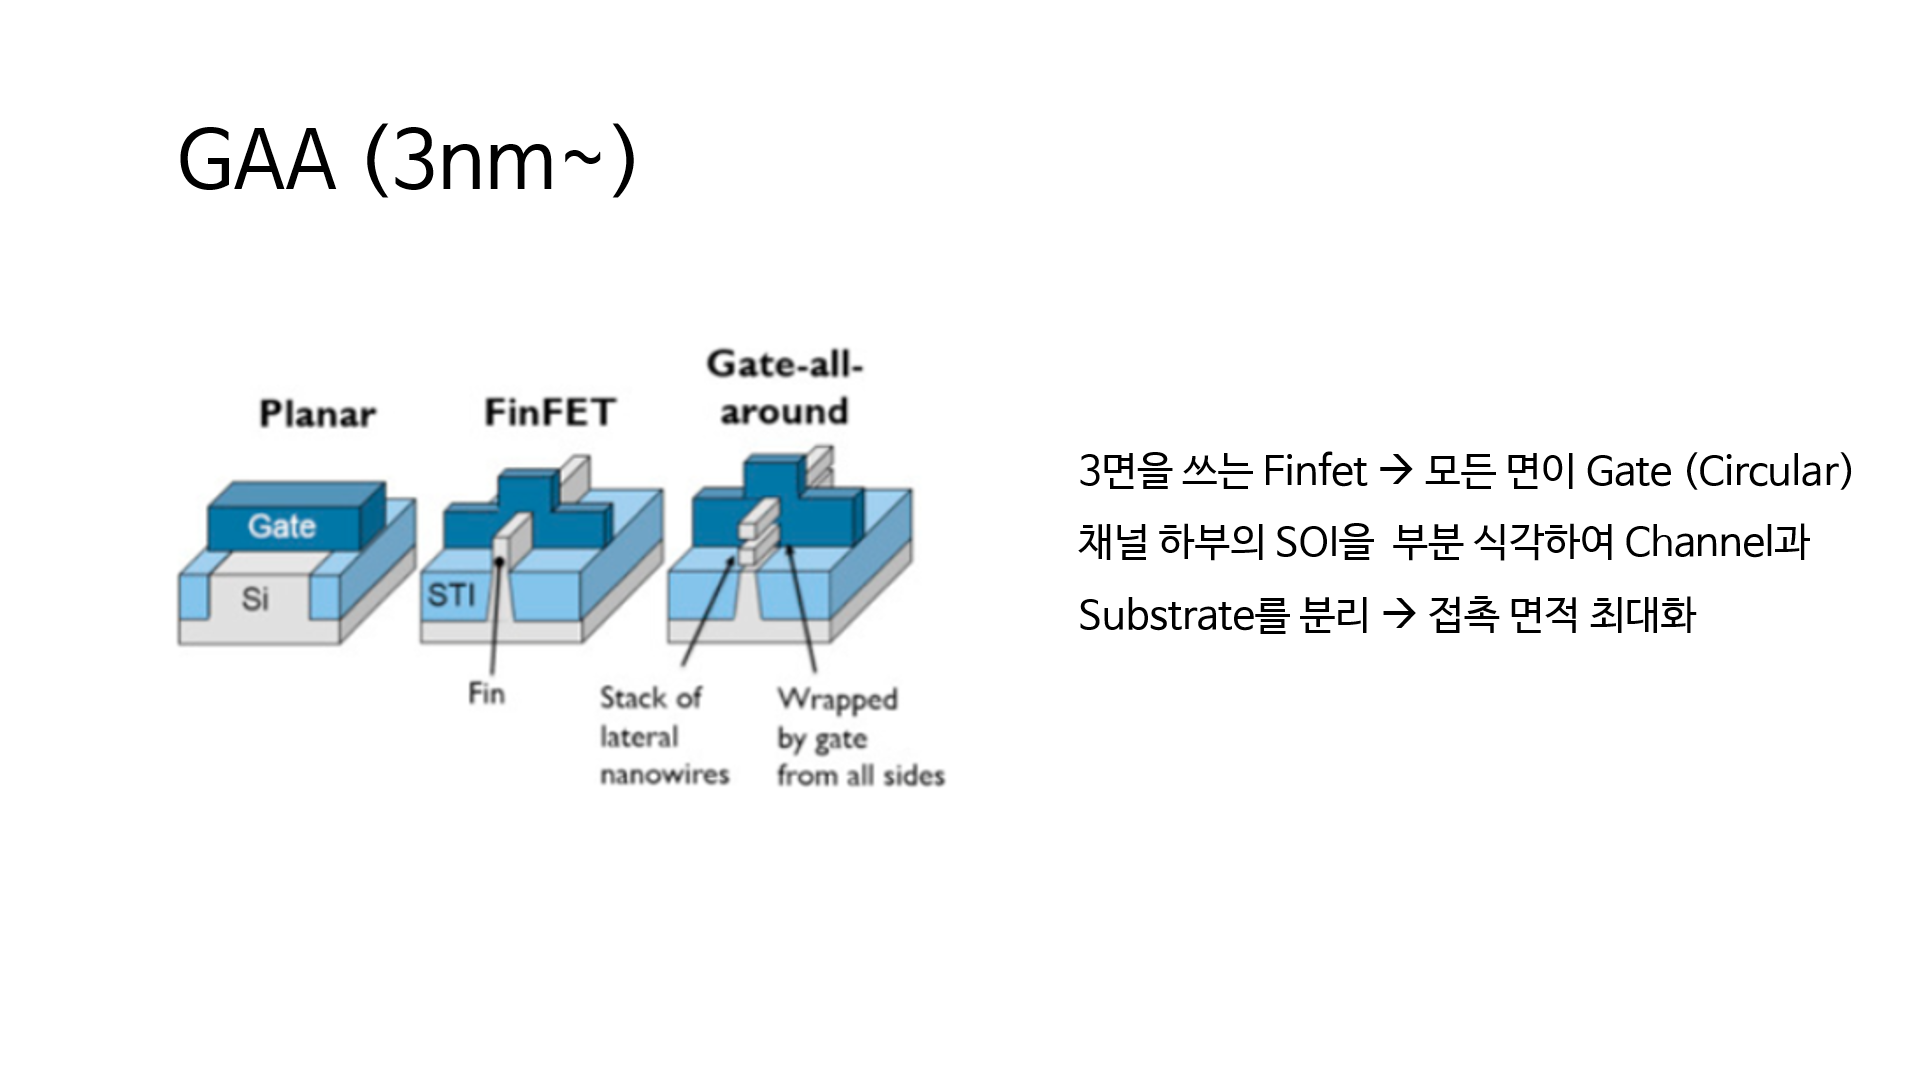 GAA (3nm~)
Planar
FinFET
Gate-all-
around
Gate
Si
STI
Fin
Stack of
lateral
nanowires
Wrapped
by gate
from all sides
3면을 쓰는 Finfet → 모든 면이 Gate (Circular)
채널 하부의 SOI을 부분 식각하여 Channel과
Substrate를 분리 → 접촉 면적 최대화